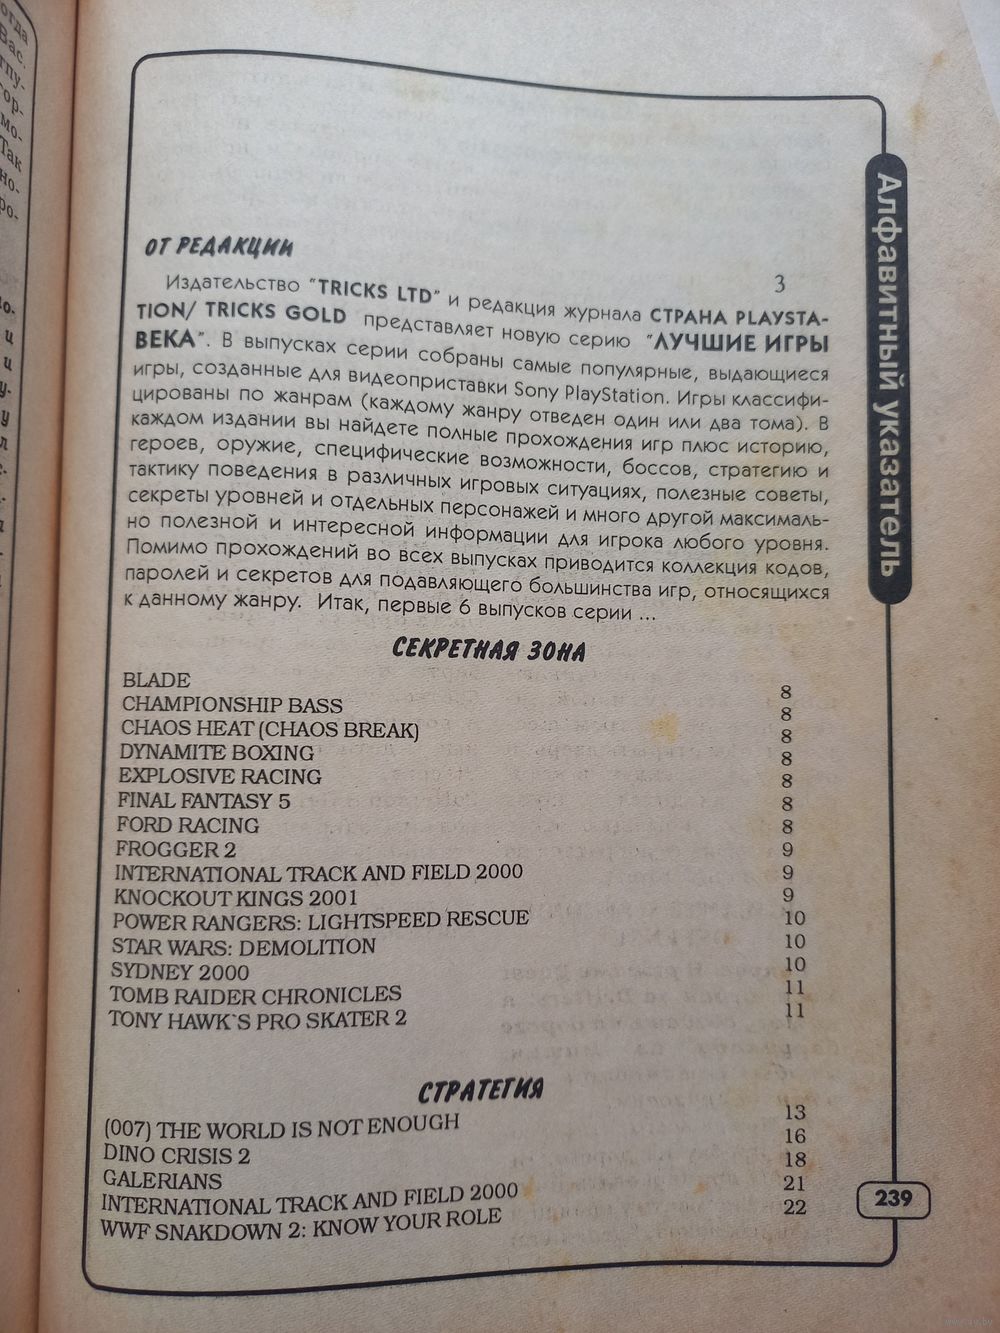 ОТ РЕДАКЦИИ
3
Издательство "TRICKS LTD" и редакция журнала СТРАНА PLAYSTA-
TION/ TRICKS GOLD представляет новую серию "ЛУЧШИЕ ИГРЫ
ВЕКА". В выпусках серии собраны самые популярные, выдающиеся
игры, созданные для видеоприставки Sony PlayStation. Игры классифи-
цированы по жанрам (каждому жанру отведен один или два тома). В
каждом издании вы найдете полные прохождения игр плюс историю,
героев, оружие, специфические возможности, боссов, стратегию и
тактику поведения в различных игровых ситуациях, полезные советы,
секреты уровней и отдельных персонажей и много другой максималь-
но полезной и интересной информации для игрока любого уровня.
Помимо прохождений во всех выпусках приводится коллекция кодов,
паролей и секретов для подавляющего большинства игр, относящихся
к данному жанру. Итак, первые 6 выпусков серии ...
СЕКРЕТНАЯ ЗОНА
BLADE 8
CHAMPIONSHIP BASS 8
CHAOS HEAT (CHAOS BREAK) 8
DYNAMITE BOXING 8
EXPLOSIVE RACING 8
FINAL FANTASY 5 8
FORD RACING 8
FROGGER 2 9
INTERNATIONAL TRACK AND FIELD 2000 9
KNOCKOUT KINGS 2001 9
POWER RANGERS: LIGHTSPEED RESCUE 10
STAR WARS: DEMOLITION 10
SYDNEY 2000 10
TOMB RAIDER CHRONICLES 11
TONY HAWK`S PRO SKATER 2 11
СТРАТЕГИЯ
(007) THE WORLD IS NOT ENOUGH 13
DINO CRISIS 2 16
GALERIANS 18
INTERNATIONAL TRACK AND FIELD 2000 21
WWF SNAKDOWN 2: KNOW YOUR ROLE 22
Алфавитный указатель
239